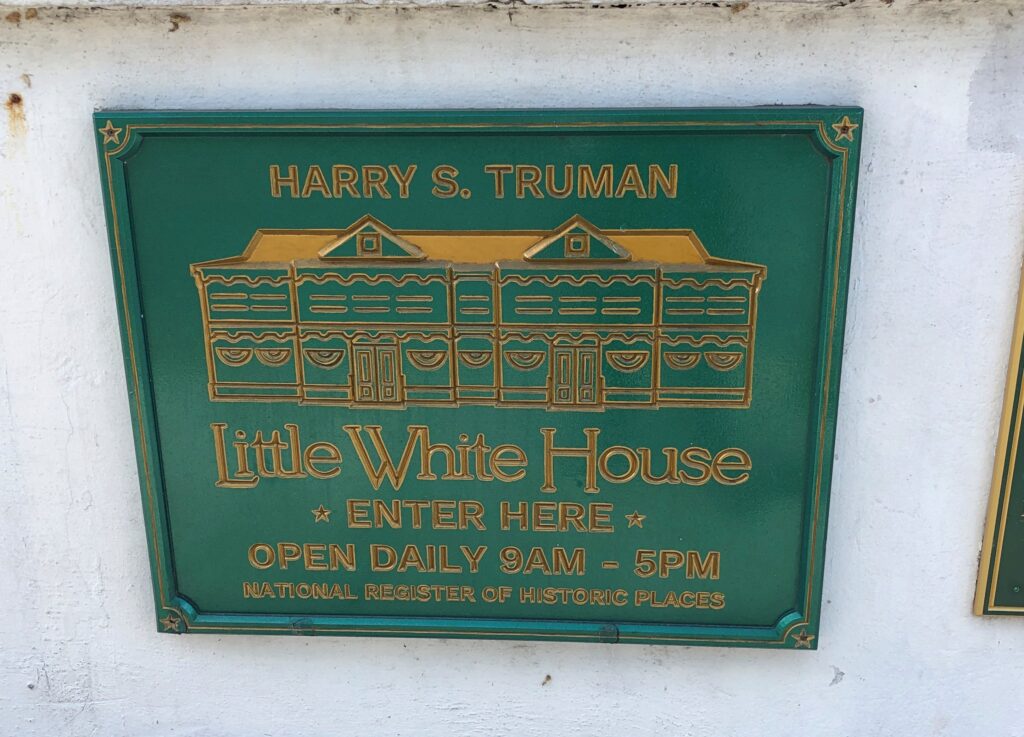 HARRY S. TRUMAN
Little White House
★ ENTER HERE ★
OPEN DAILY 9AM - 5PM
NATIONAL REGISTER OF HISTORIC PLACES